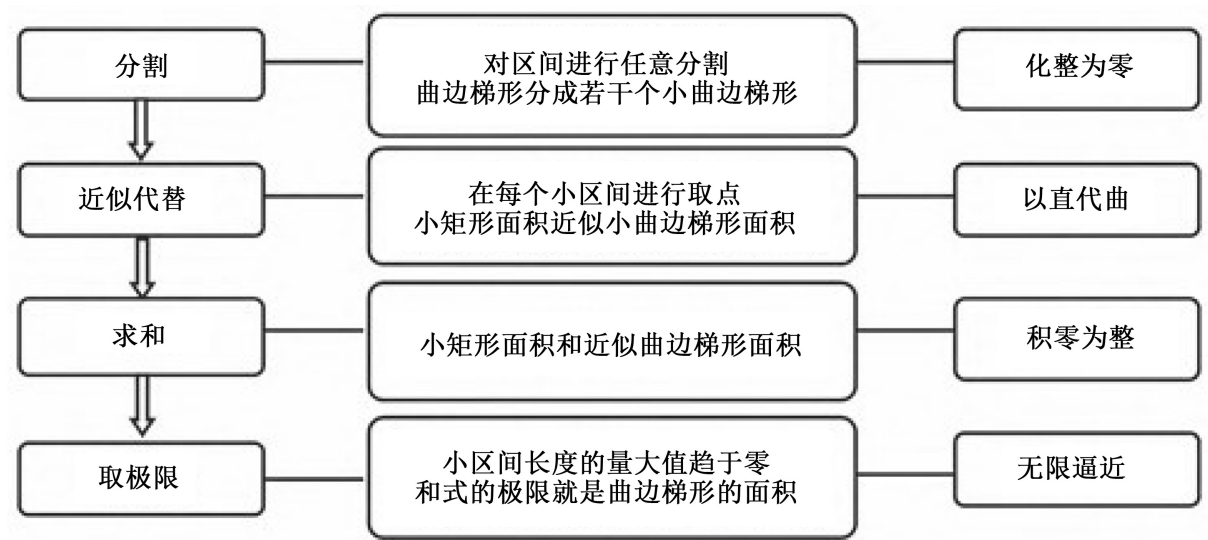 分割
对区间进行任意分割
曲边梯形分成若干个小曲边梯形
化整为零
近似代替
在每个小区间进行取点
小矩形面积近似小曲边梯形面积
以直代曲
求和
小矩形面积和近似曲边梯形面积
积零为整
取极限
小区间长度的量大值趋于零
和式的极限就是曲边梯形的面积
无限逼近